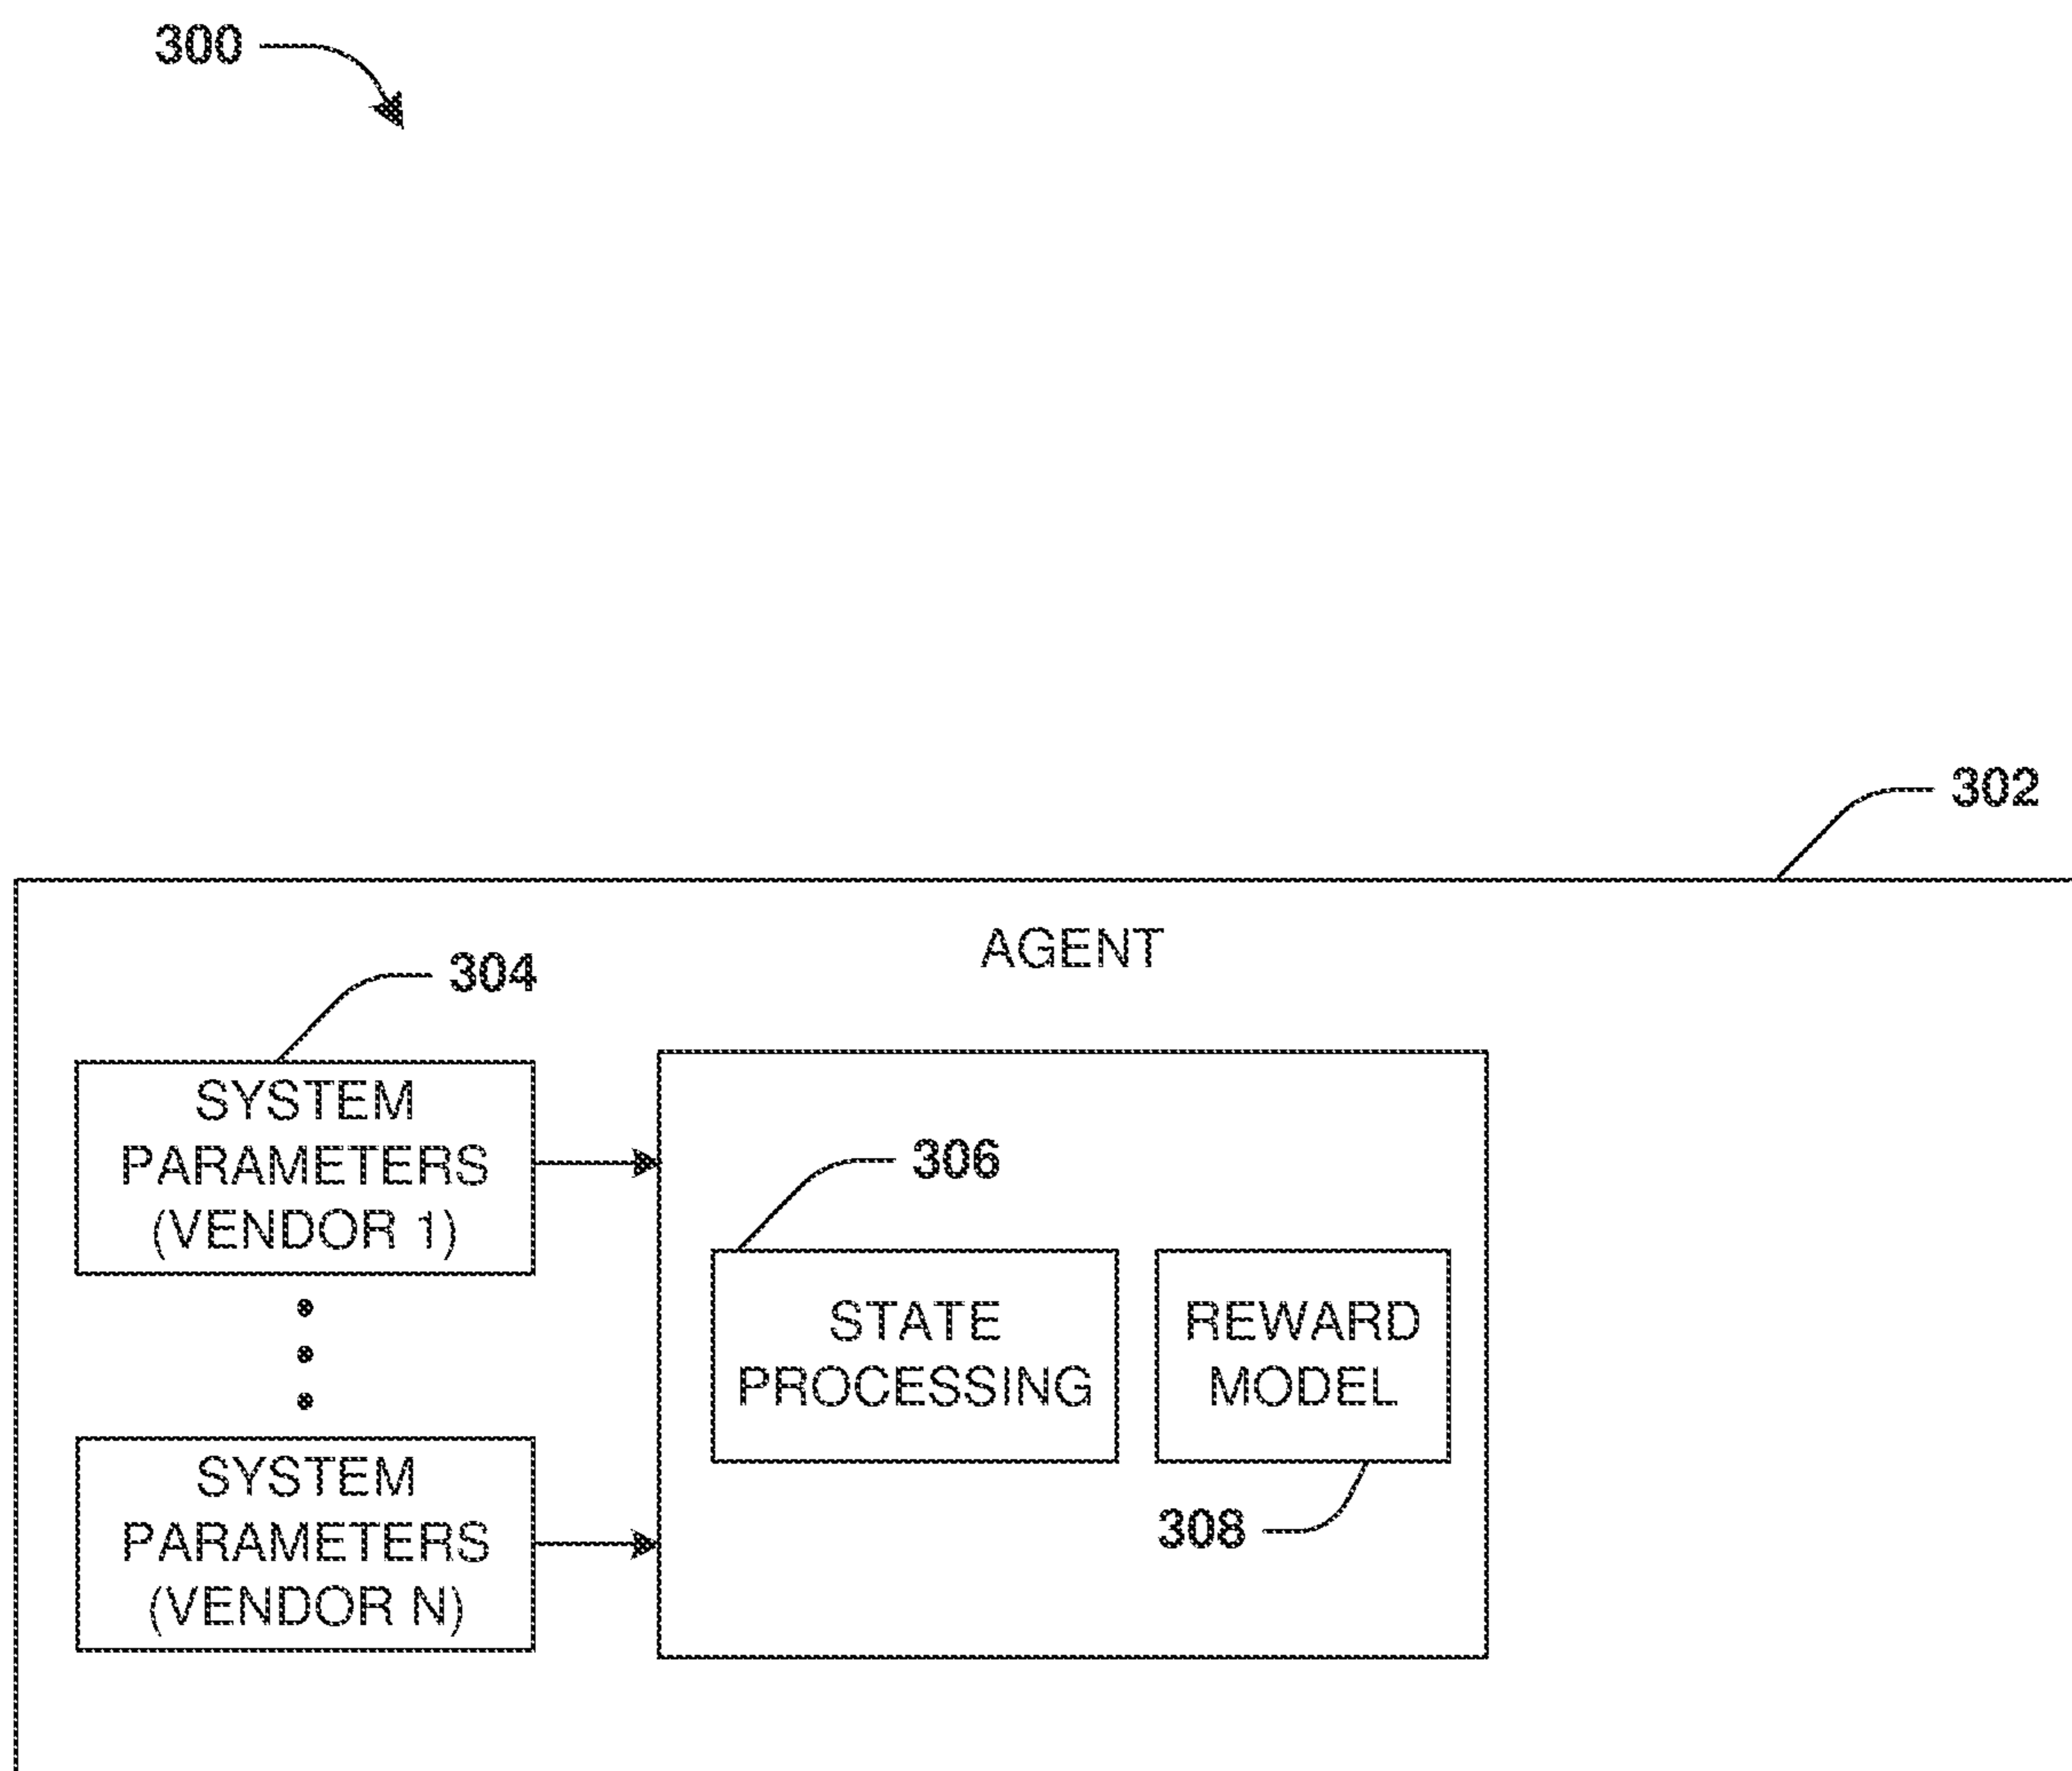 300
302
AGENT
304
SYSTEM
PARAMETERS
(VENDOR 1)
306
STATE
PROCESSING
REWARD
MODEL
308
SYSTEM
PARAMETERS
(VENDOR N)